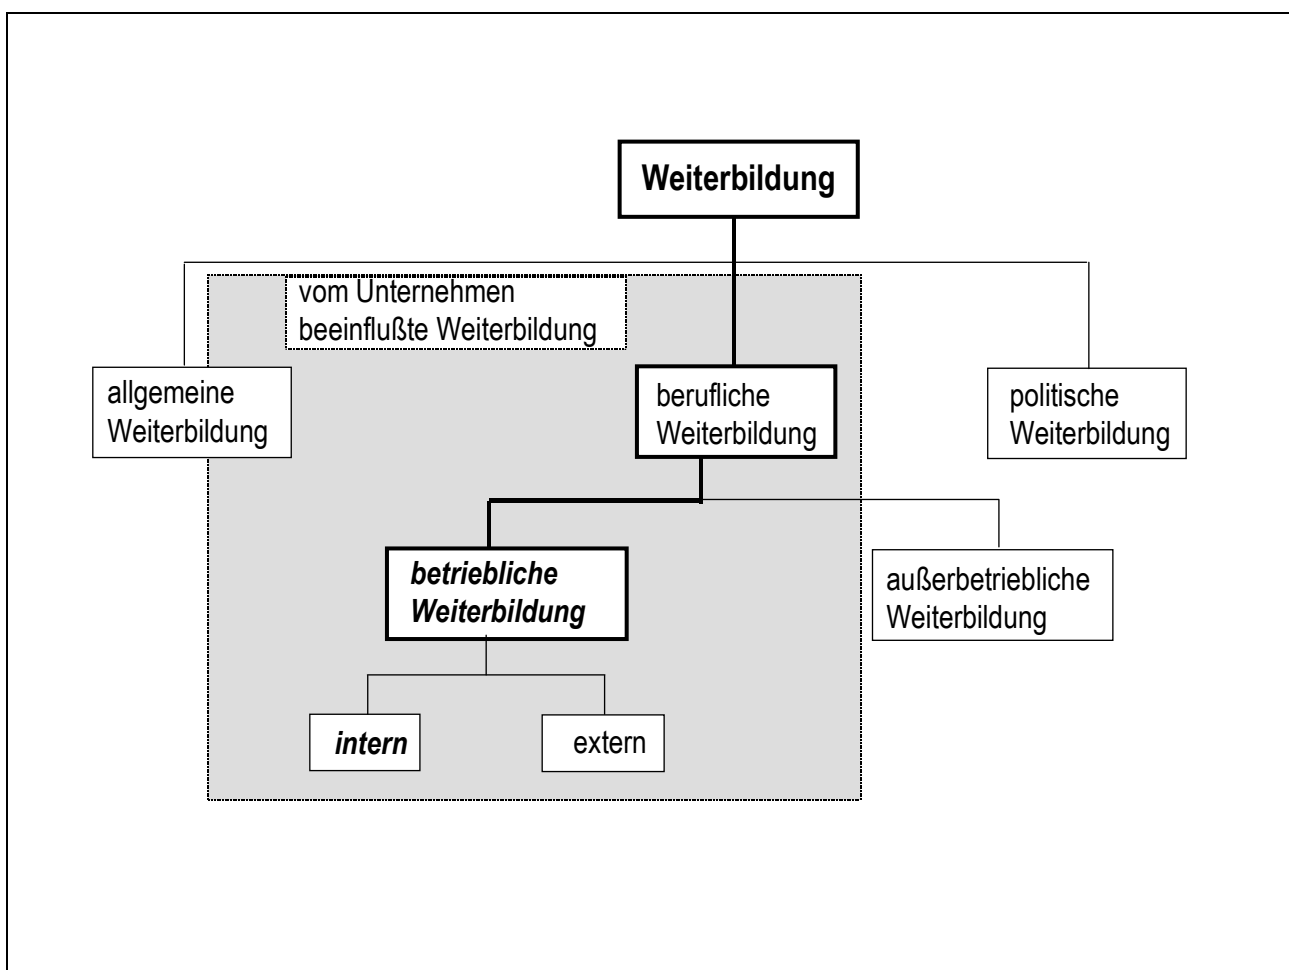 Weiterbildung
vom Unternehmen
beeinflußte Weiterbildung
allgemeine
Weiterbildung
berufliche
Weiterbildung
politische
Weiterbildung
betriebliche
Weiterbildung
außerbetriebliche
Weiterbildung
intern
extern